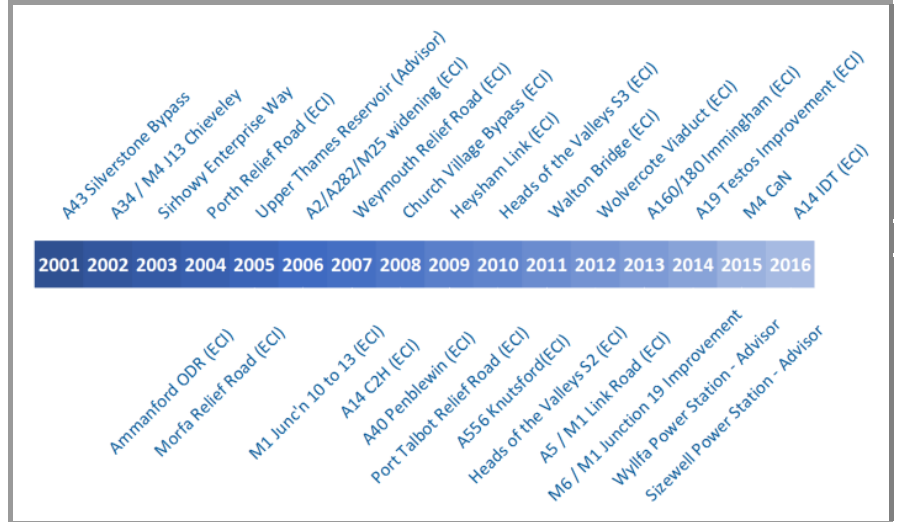 A43 Silverstone Bypass
A34 / M4 J13 Chieveley
Sirhowy Enterprise Way
Porth Relief Road (ECI)
Upper Thames Reservoir (Advisor)
A2/A282/M25 widening (ECI)
Weymouth Relief Road (ECI)
Church Village Bypass (ECI)
Heysham Link (ECI)
Heads of the Valleys S3 (ECI)
Walton Bridge (ECI)
Wolvercote Viaduct (ECI)
A160/180 Immingham (ECI)
A19 Testos Improvement (ECI)
M4 CaN
A14 IDT (ECI)
2001 2002 2003 2004 2005 2006 2007 2008 2009 2010 2011 2012 2013 2014 2015 2016
Ammanford ODR (ECI)
Morfa Relief Road (ECI)
M1 Junc'n 10 to 13 (ECI)
A14 C2H (ECI)
A40 Penblewin (ECI)
Port Talbot Relief Road (ECI)
A556 Knutsford(ECI)
Heads of the Valleys S2 (ECI)
A5 / M1 Link Road (ECI)
M6 / M1 Junction 19 Improvement
Wyllfa Power Station - Advisor
Sizewell Power Station - Advisor